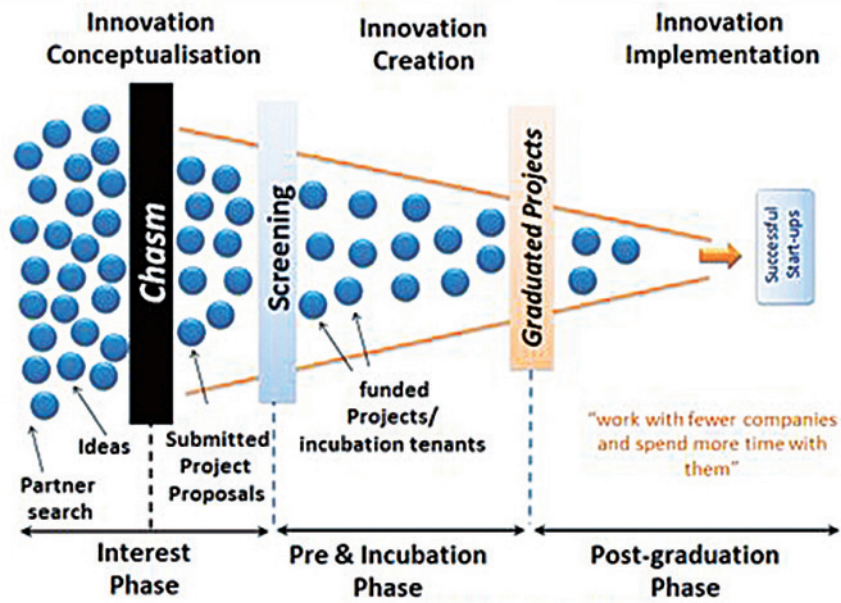 Innovation
Conceptualisation
Innovation
Creation
Innovation
Implementation
Chasm
Screening
Graduated Projects
Successful
Start-ups
Ideas
Partner
search
Submitted
Project
Proposals
funded
Projects/
incubation tenants
"work with fewer companies
and spend more time with
them"
Interest
Phase
Pre & Incubation
Phase
Post-graduation
Phase